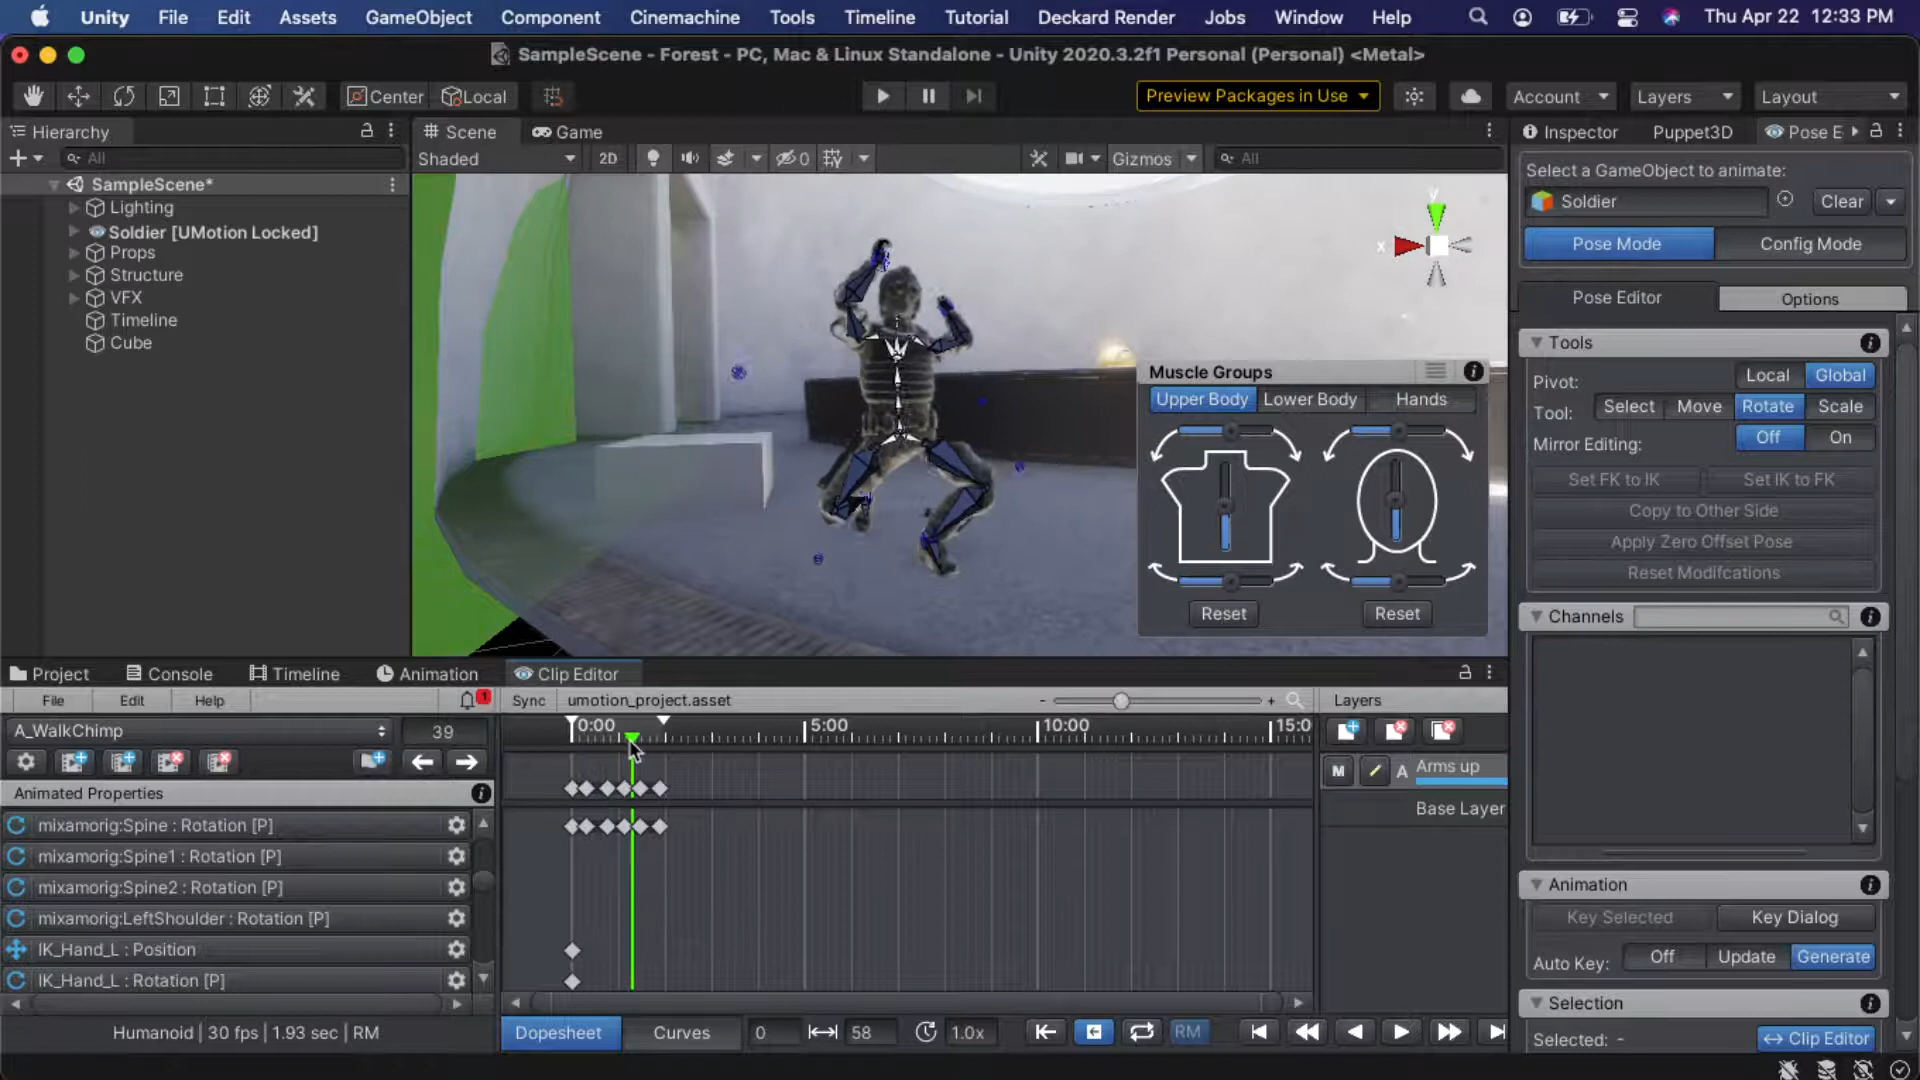 Unity File Edit Assets GameObject Component Cinemachine Tools Timeline Tutorial Deckard Render Jobs Window Help Thu Apr 22 12:33 PM
SampleScene - Forest - PC, Mac & Linux Standalone - Unity 2020.3.2f1 Personal (Personal) <Metal>
Center Local Preview Packages in Use Account Layers Layout
Hierarchy Scene Game Inspector Puppet3D Pose E
All Shaded 2D 0 Gizmos All
SampleScene*
Lighting
Soldier [UMotion Locked]
Props
Structure
VFX
Timeline
Cube
y
x
Select a GameObject to animate:
Soldier Clear
Pose Mode Config Mode
Pose Editor Options
Tools
Pivot: Local Global
Tool: Select Move Rotate Scale
Mirror Editing: Off On
Set FK to IK Set IK to FK
Copy to Other Side
Apply Zero Offset Pose
Reset Modifcations
Channels
Animation
Key Selected Key Dialog
Auto Key: Off Update Generate
Selection
Selected: - Clip Editor
Muscle Groups
Upper Body Lower Body Hands
Reset Reset
Project Console Timeline Animation Clip Editor
File Edit Help 1 Sync umotion_project.asset - + Layers
A_WalkChimp 39 0:00 5:00 10:00 15:0
M A Arms up
Base Layer
Animated Properties
mixamorig:Spine : Rotation [P]
mixamorig:Spine1 : Rotation [P]
mixamorig:Spine2 : Rotation [P]
mixamorig:LeftShoulder : Rotation [P]
IK_Hand_L : Position
IK_Hand_L : Rotation [P]
Humanoid | 30 fps | 1.93 sec | RM Dopesheet Curves 0 58 1.0x RM